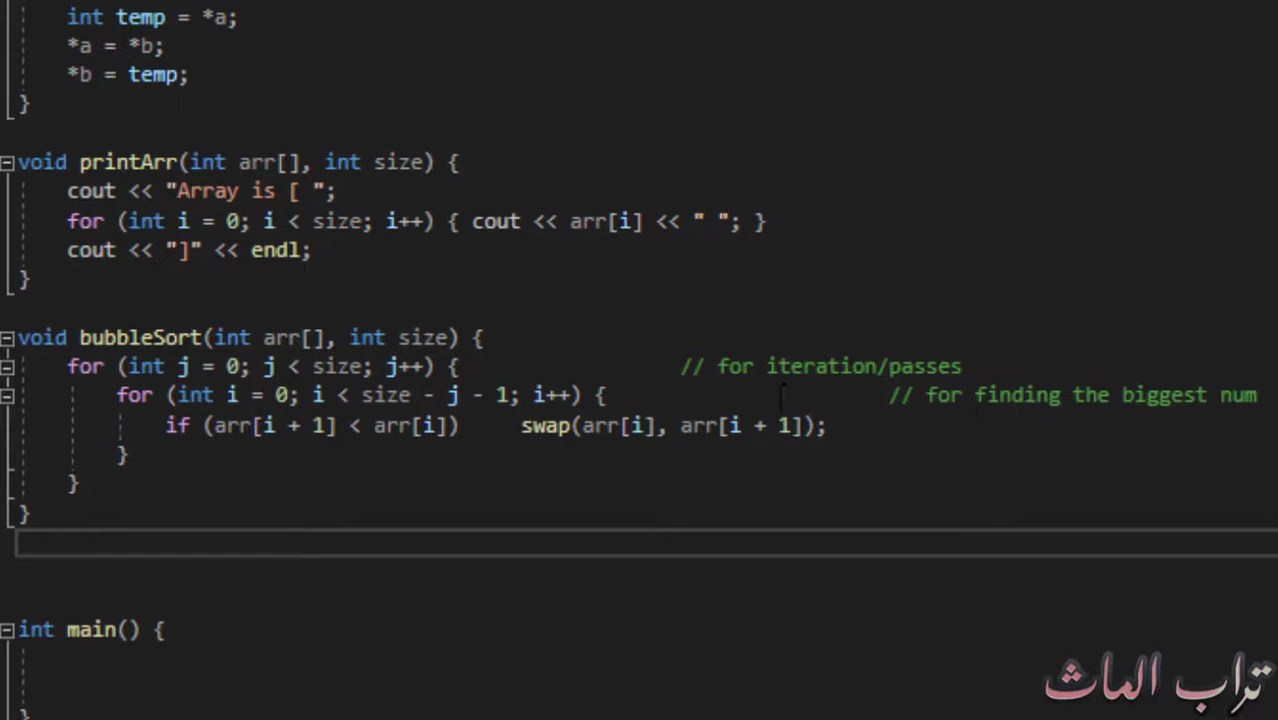 int temp = *a;
*a = *b;
*b = temp;
}
void printArr(int arr[], int size) {
cout << "Array is [ ";
for (int i = 0; i < size; i++) { cout << arr[i] << " "; }
cout << "]" << endl;
}
void bubbleSort(int arr[], int size) {
for (int j = 0; j < size; j++) { // for iteration/passes
for (int i = 0; i < size - j - 1; i++) { // for finding the biggest num
if (arr[i + 1] < arr[i]) swap(arr[i], arr[i + 1]);
}
}
}
int main() {
}
تراب الماث